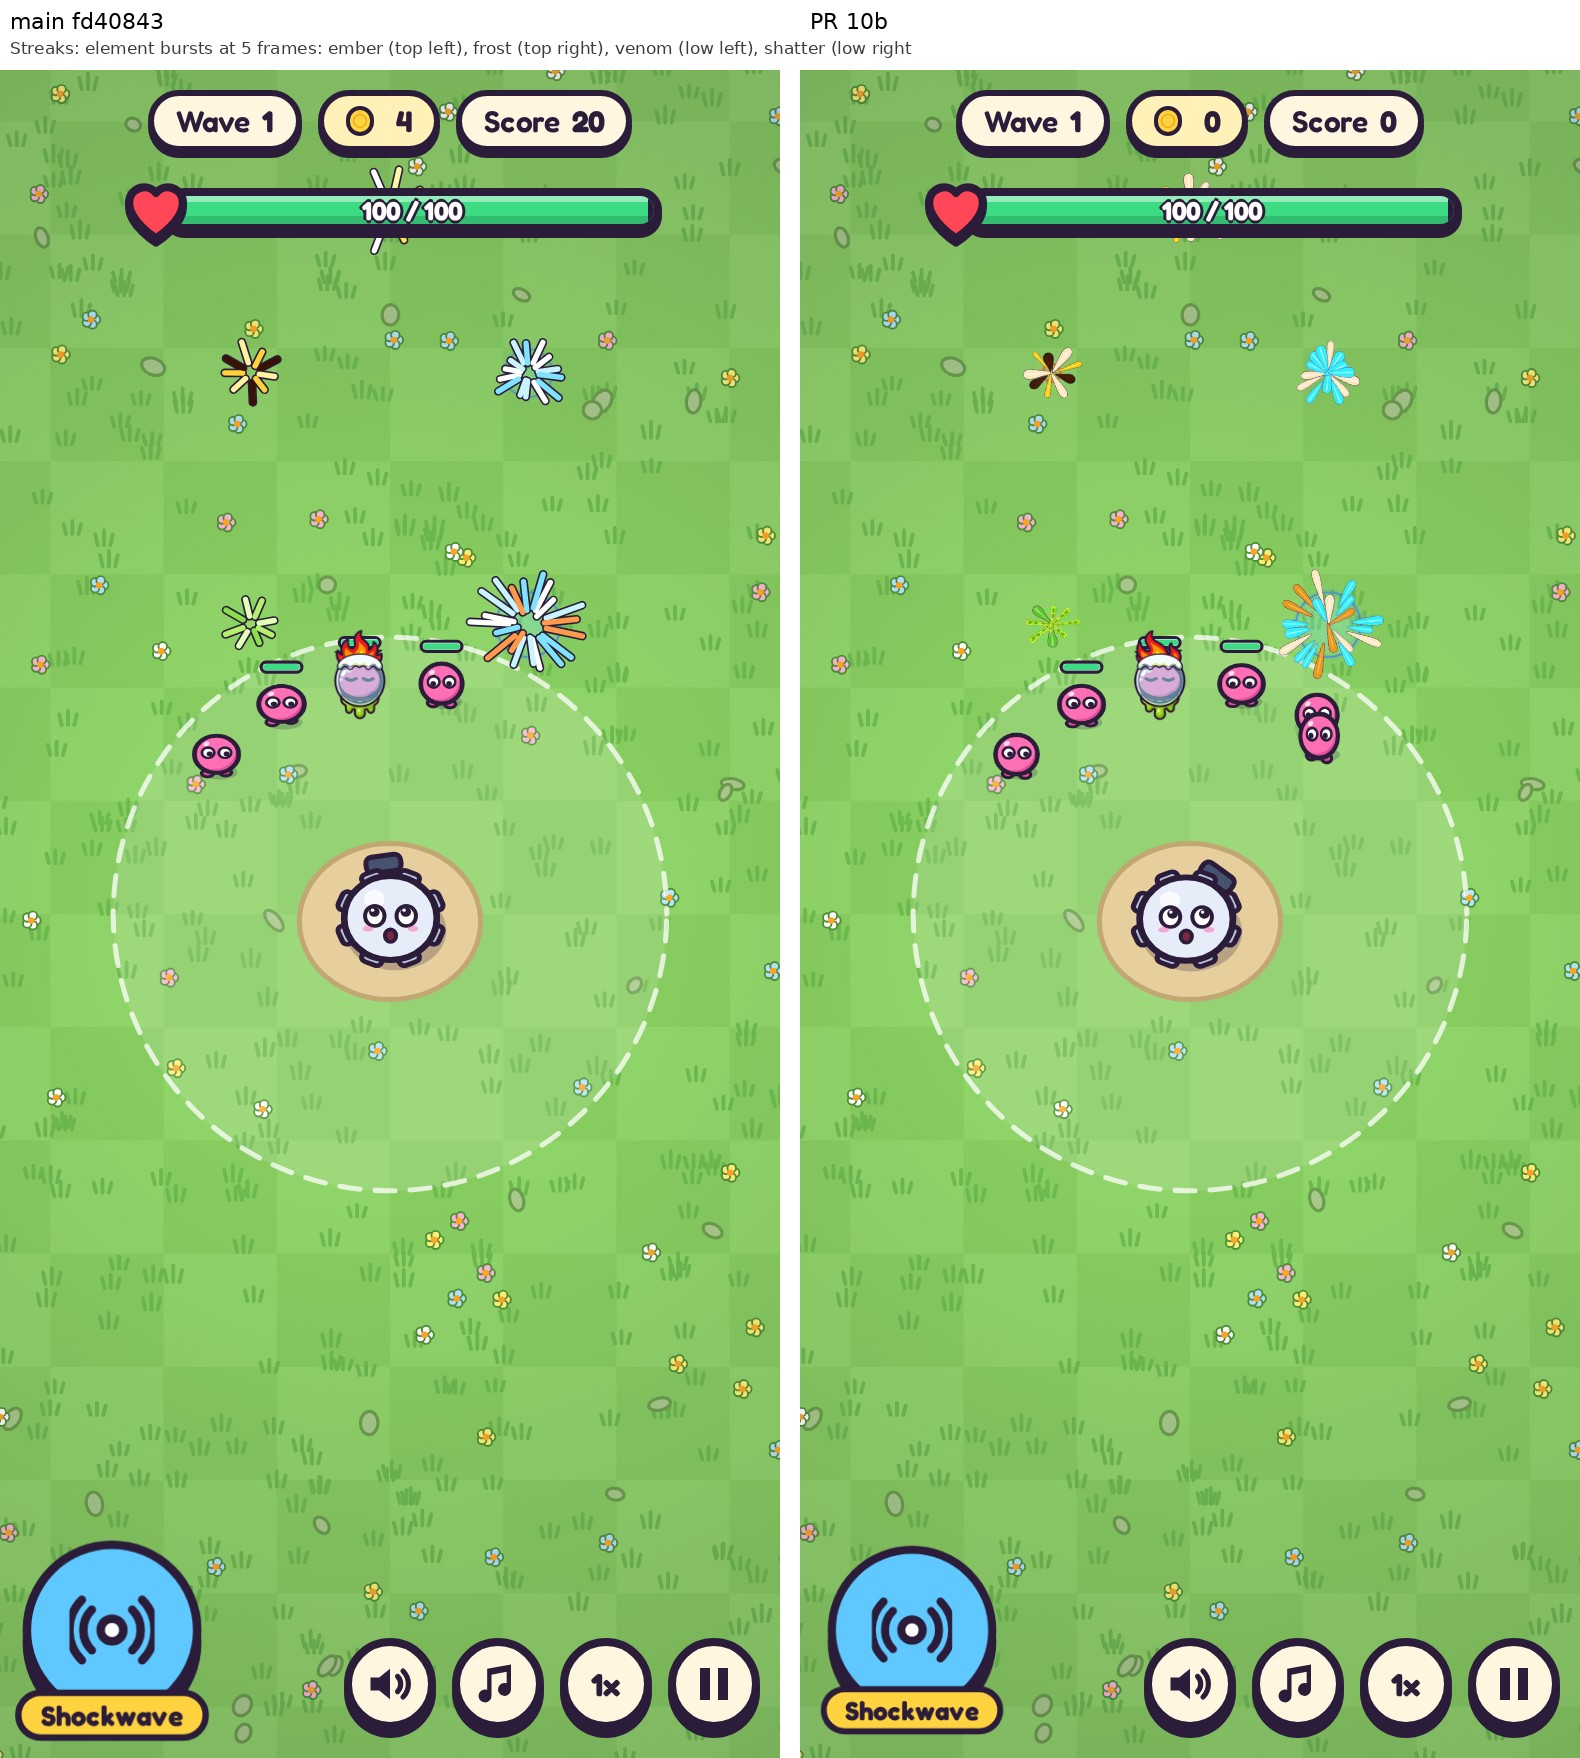 main fd40843
PR 10b
Streaks: element bursts at 5 frames: ember (top left), frost (top right), venom (low left), shatter (low right
Wave 1
4
Score 20
100/100
Shockwave
1x
Wave 1
0
Score 0
100/100
Shockwave
1x